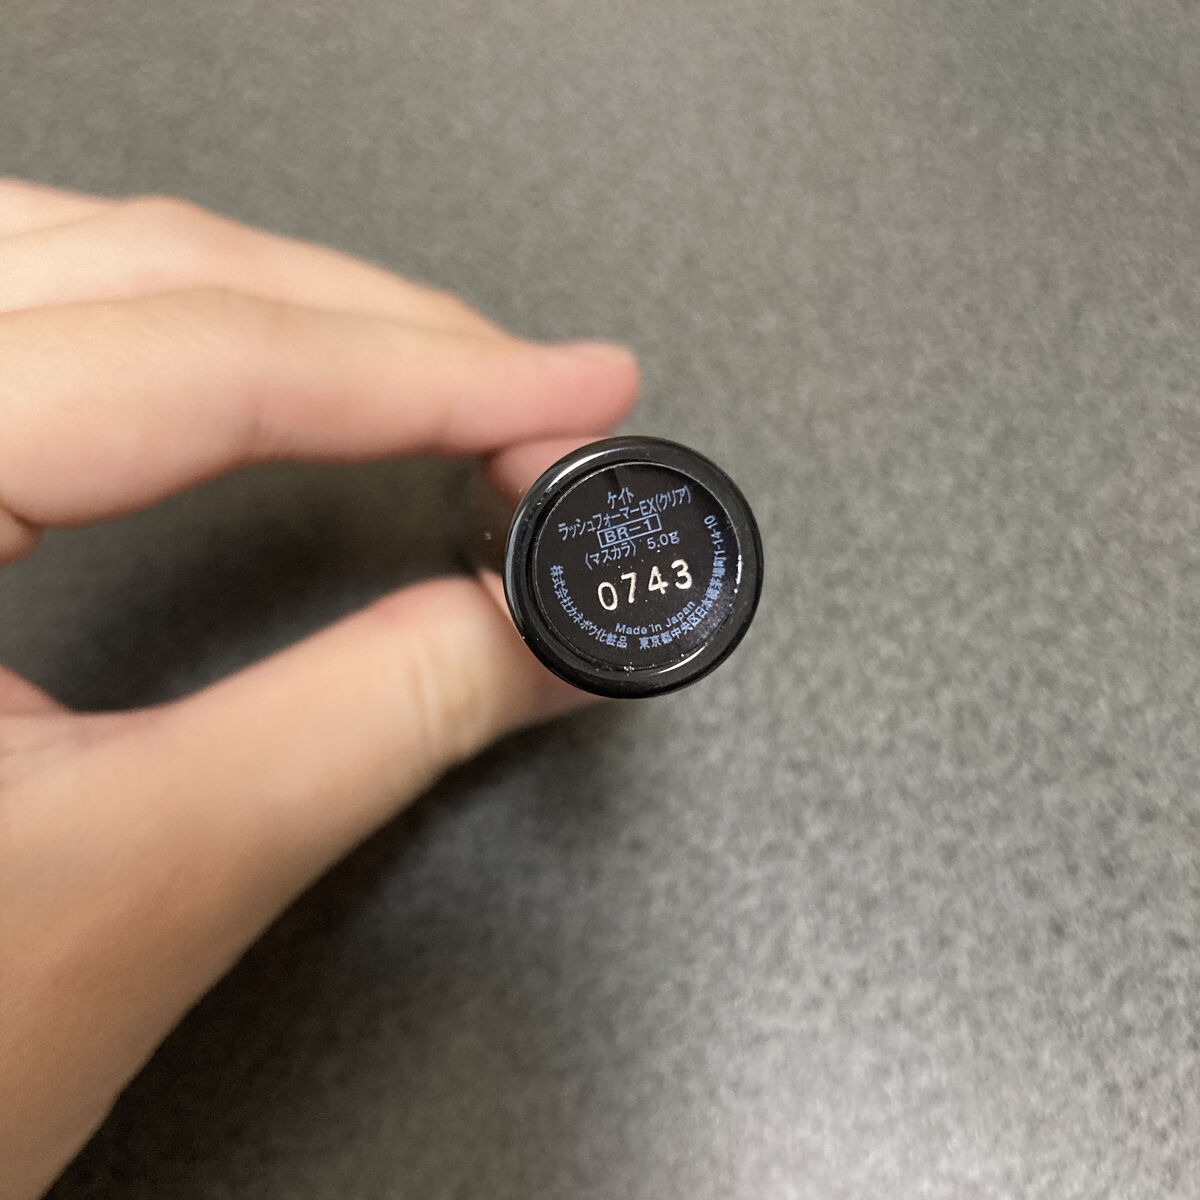 ケイト
ラッシュフォーマーEX(クリア)
BR-1
〈マスカラ〉 5.0g
0743
Made in Japan
株式会社カネボウ化粧品 東京都中央区日本橋茅場町1-14-10